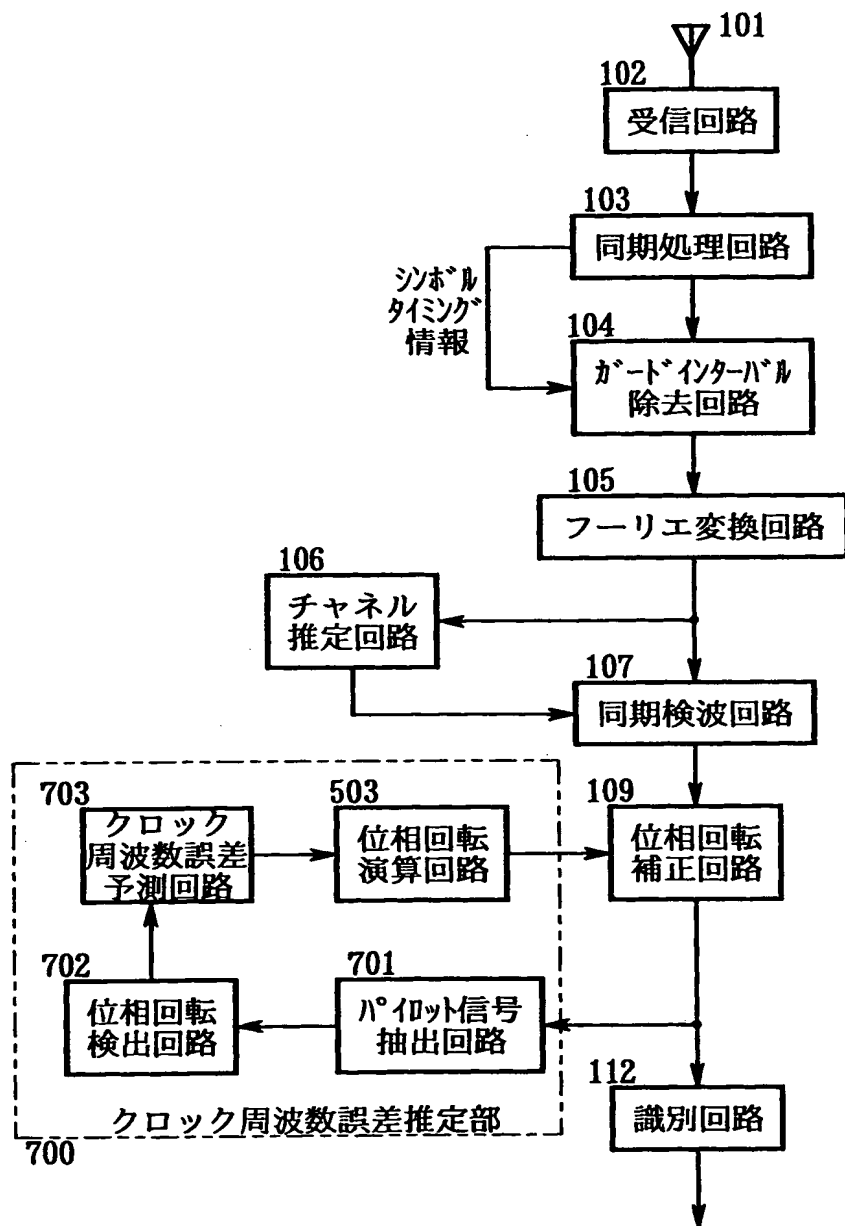 101
102
受信回路
103
同期処理回路
シンボル
タイミング
情報
104
ガードインターバル
除去回路
105
フーリエ変換回路
106
チャネル
推定回路
107
同期検波回路
703
クロック
周波数誤差
予測回路
503
位相回転
演算回路
109
位相回転
補正回路
702
位相回転
検出回路
701
パイロット信号
抽出回路
クロック周波数誤差推定部
700
112
識別回路